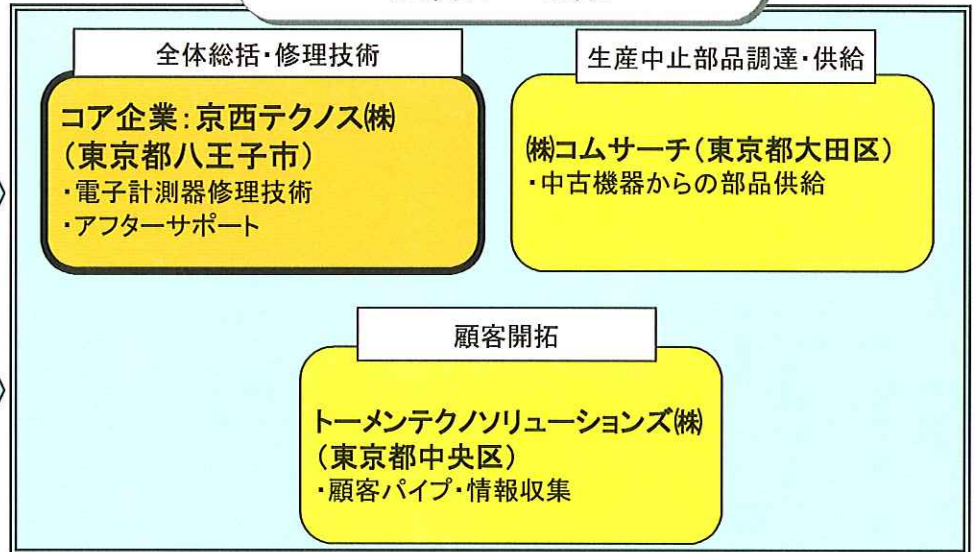 全体総括・修理技術
コア企業:京西テクノス㈱
(東京都八王子市)
・電子計測器修理技術
・アフターサポート
生産中止部品調達・供給
㈱コムサーチ(東京都大田区)
・中古機器からの部品供給
顧客開拓
トーメンテクノソリューションズ㈱
(東京都中央区)
・顧客パイプ・情報収集